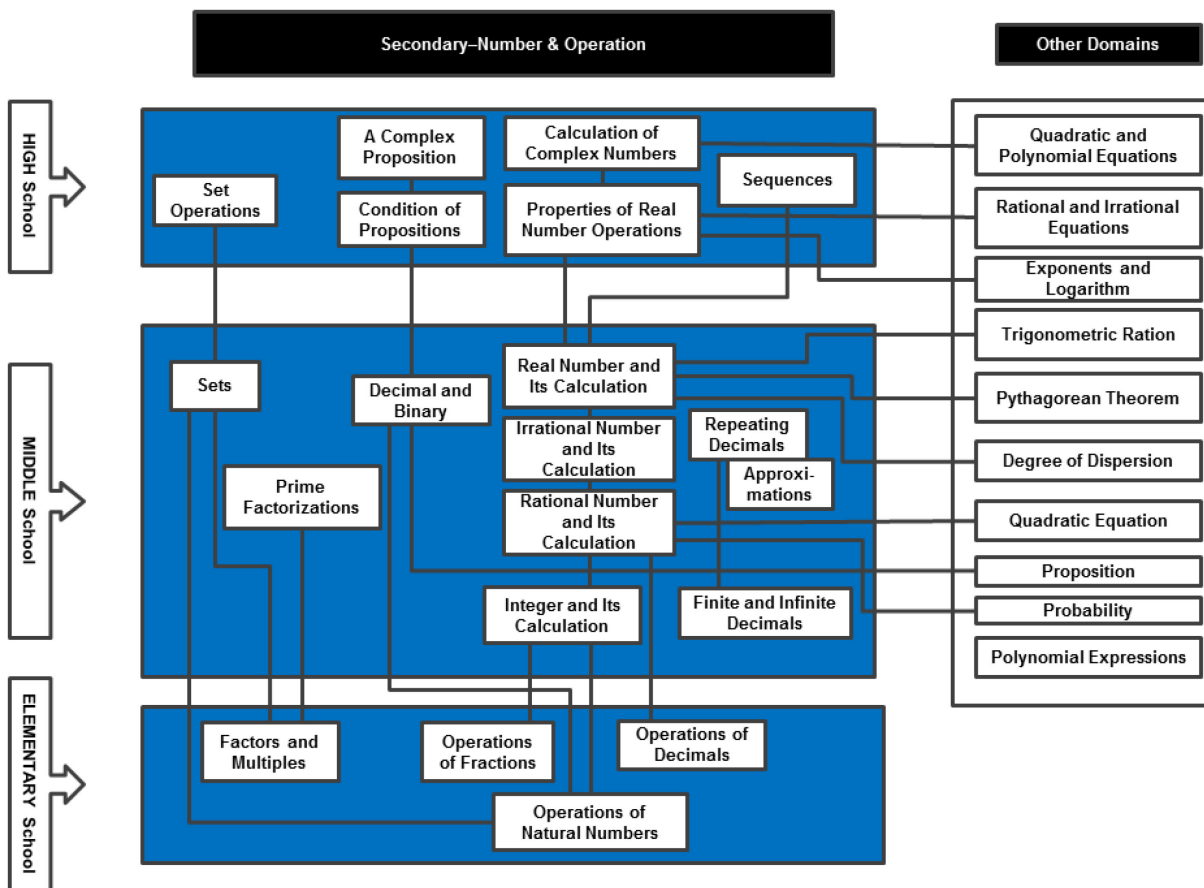 Secondary–Number & Operation
Other Domains
HIGH School
A Complex
Proposition
Calculation of
Complex Numbers
Sequences
Set
Operations
Condition of
Propositions
Properties of Real
Number Operations
Quadratic and
Polynomial Equations
Rational and Irrational
Equations
Exponents and
Logarithm
MIDDLE School
Sets
Decimal and
Binary
Real Number and
Its Calculation
Irrational Number
and Its
Calculation
Repeating
Decimals
Approxi-
mations
Prime
Factorizations
Rational Number
and Its
Calculation
Integer and Its
Calculation
Finite and Infinite
Decimals
Trigonometric Ration
Pythagorean Theorem
Degree of Dispersion
Quadratic Equation
Proposition
Probability
Polynomial Expressions
ELEMENTARY School
Factors and
Multiples
Operations
of Fractions
Operations of
Decimals
Operations of
Natural Numbers